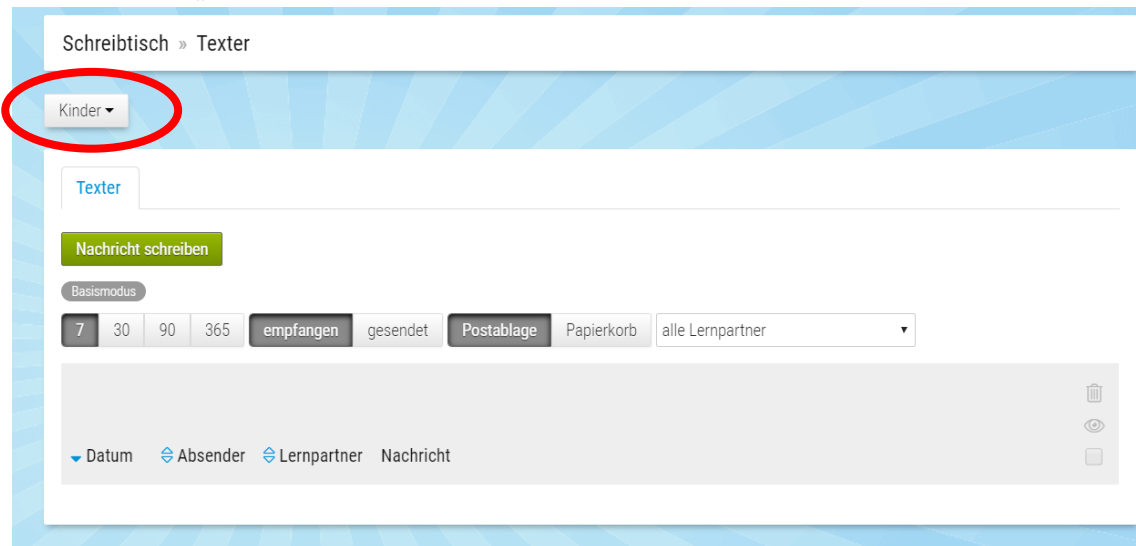 Schreibtisch » Texter
Kinder
Texter
Nachricht schreiben
Basismodus
7 30 90 365 empfangen gesendet Postablage Papierkorb alle Lernpartner
Datum Absender Lernpartner Nachricht